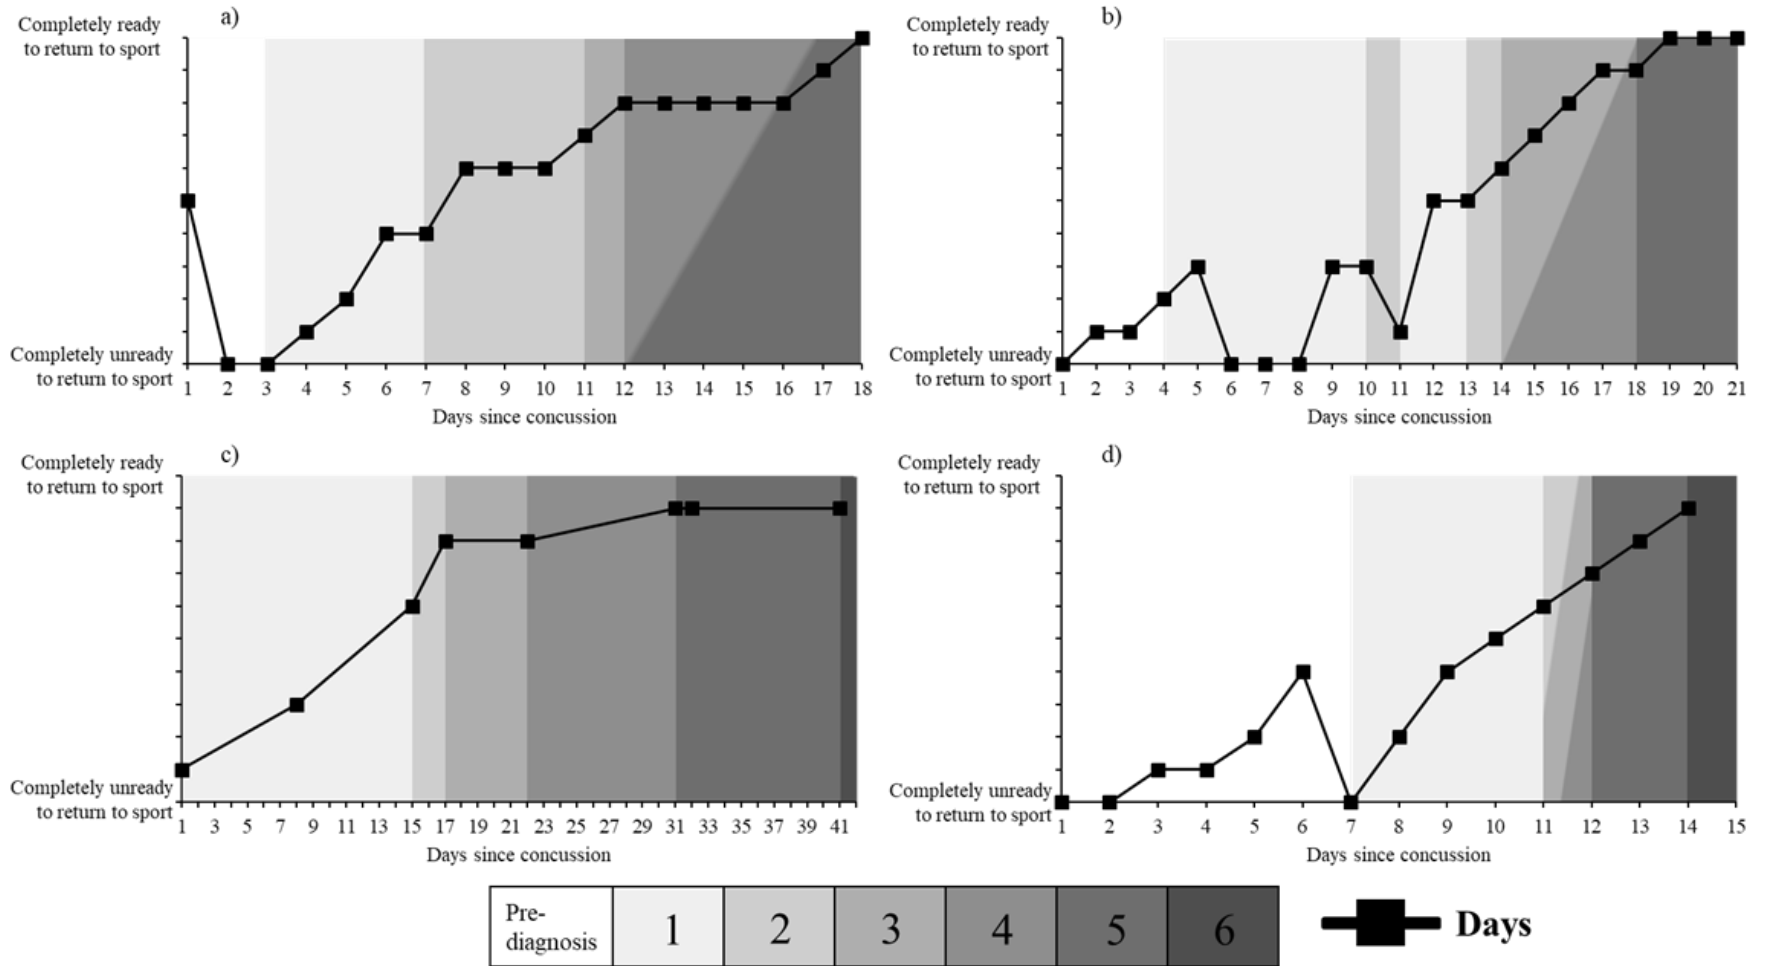 a)
Completely ready
to return to sport
Completely unready
to return to sport
1 2 3 4 5 6 7 8 9 10 11 12 13 14 15 16 17 18
Days since concussion
b)
Completely ready
to return to sport
Completely unready
to return to sport
1 2 3 4 5 6 7 8 9 10 11 12 13 14 15 16 17 18 19 20 21
Days since concussion
c)
Completely ready
to return to sport
Completely unready
to return to sport
1 3 5 7 9 11 13 15 17 19 21 23 25 27 29 31 33 35 37 39 41
Days since concussion
d)
Completely ready
to return to sport
Completely unready
to return to sport
1 2 3 4 5 6 7 8 9 10 11 12 13 14 15
Days since concussion
Pre-
diagnosis
1 2 3 4 5 6
Days